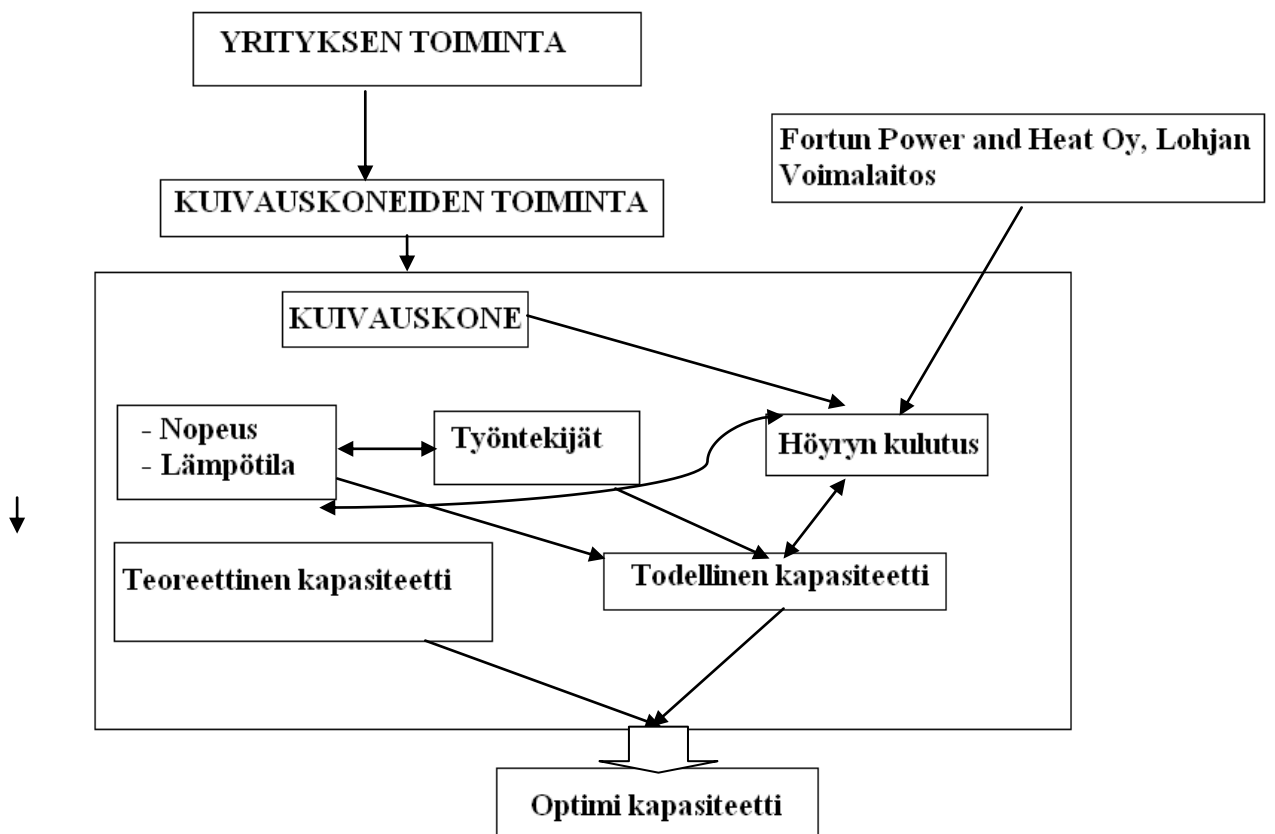 YRITYKSEN TOIMINTA
Fortun Power and Heat Oy, Lohjan
Voimalaitos
KUIVAUSKONEIDEN TOIMINTA
KUIVAUSKONE
- Nopeus
- Lämpötila
Työntekijät
Höyryn kulutus
Teoreettinen kapasiteetti
Todellinen kapasiteetti
Optimi kapasiteetti